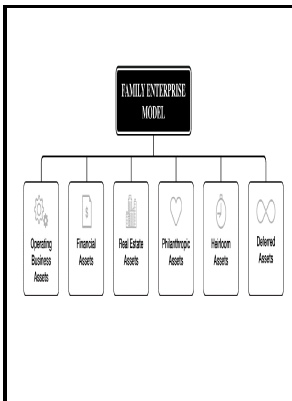 FAMILY ENTERPRISE
MODEL
Operating
Business
Assets
Financial
Assets
Real Estate
Assets
Philanthropic
Assets
Heirloom
Assets
Deferred
Assets
$